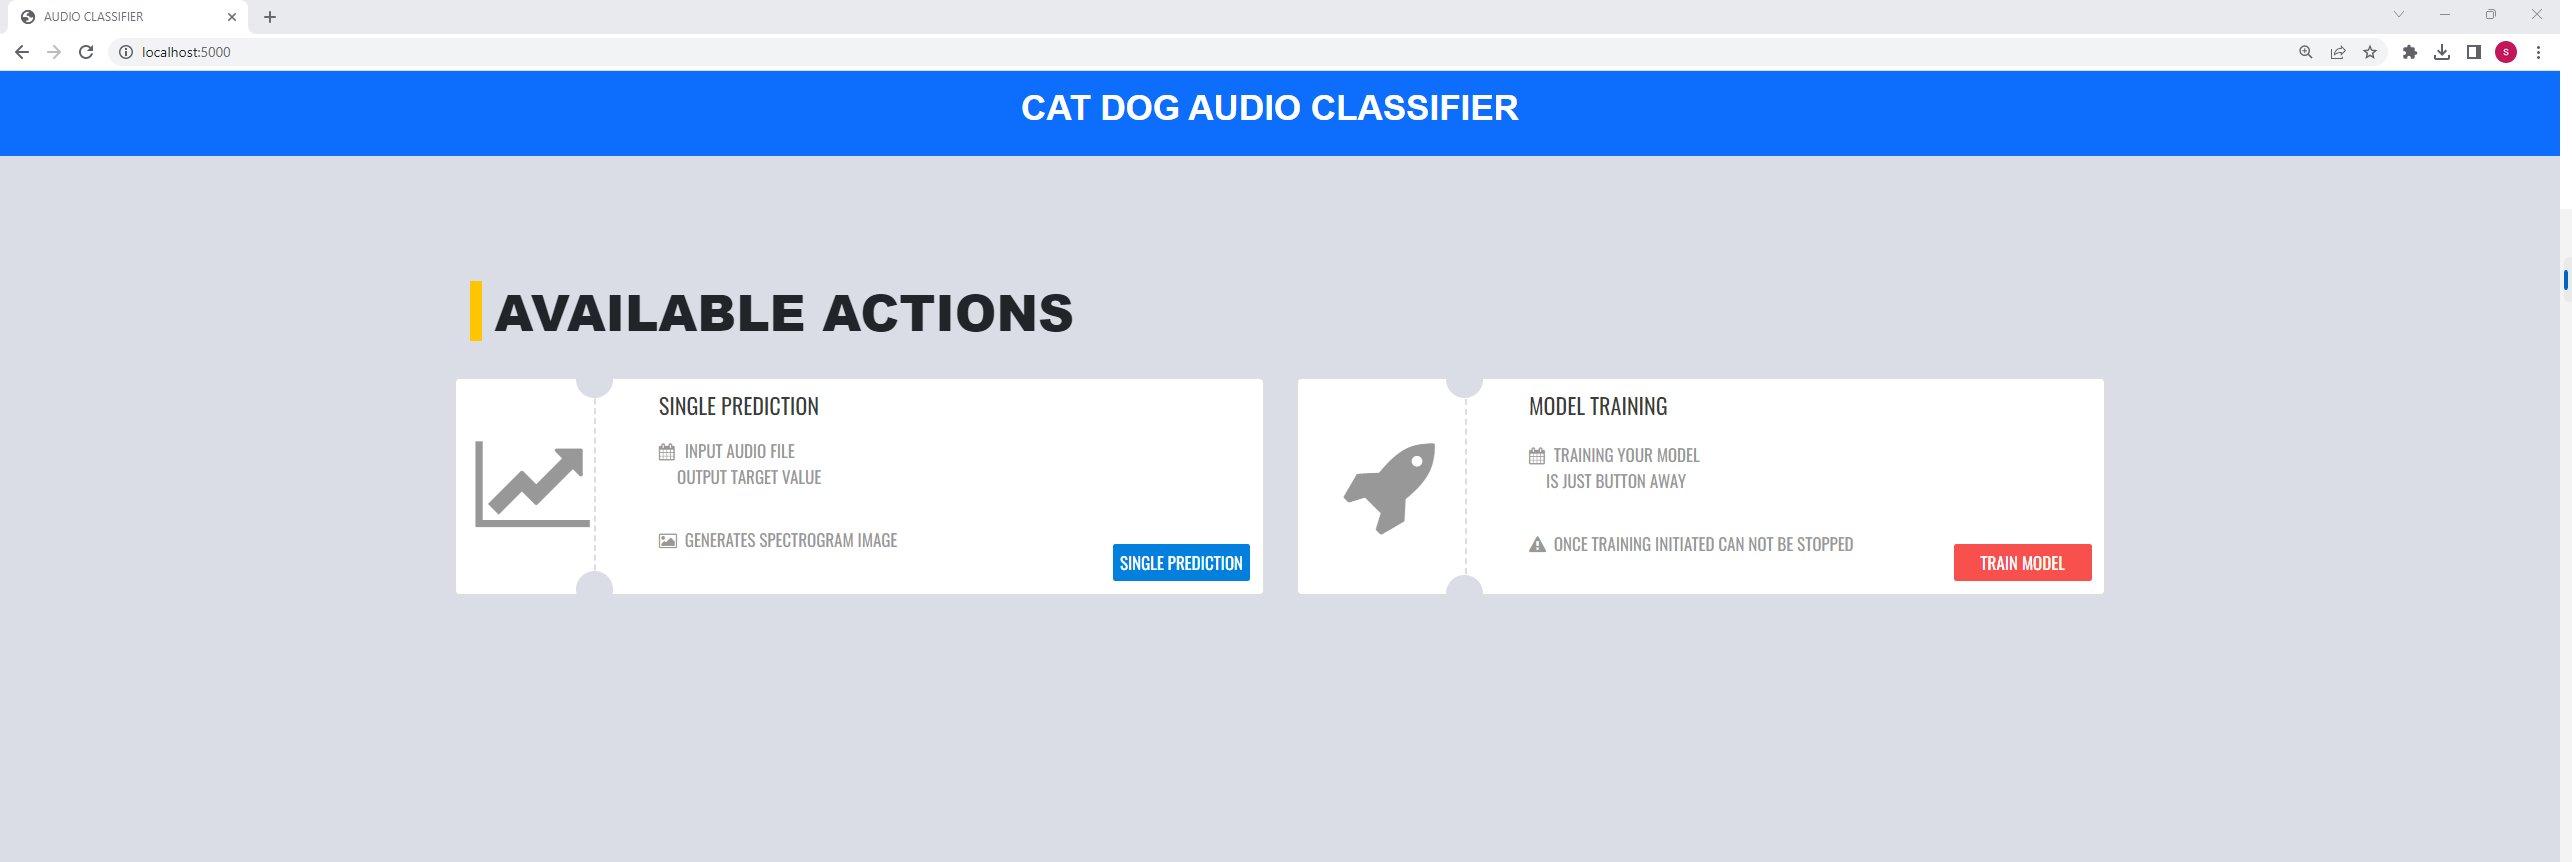 AUDIO CLASSIFIER
localhost:5000
S
CAT DOG AUDIO CLASSIFIER
AVAILABLE ACTIONS
SINGLE PREDICTION
INPUT AUDIO FILE
OUTPUT TARGET VALUE
GENERATES SPECTROGRAM IMAGE
SINGLE PREDICTION
MODEL TRAINING
TRAINING YOUR MODEL
IS JUST BUTTON AWAY
ONCE TRAINING INITIATED CAN NOT BE STOPPED
TRAIN MODEL